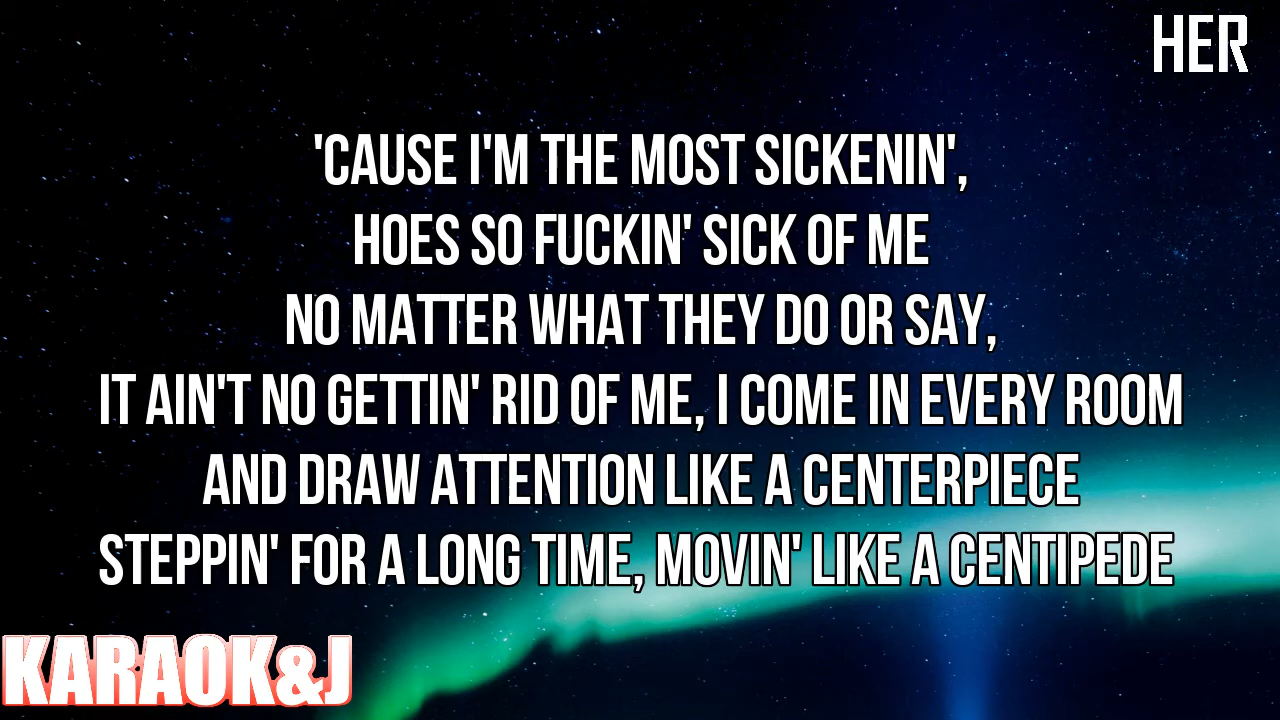 HER
'CAUSE I'M THE MOST SICKENIN',
HOES SO FUCKIN' SICK OF ME
NO MATTER WHAT THEY DO OR SAY,
IT AIN'T NO GETTIN' RID OF ME, I COME IN EVERY ROOM
AND DRAW ATTENTION LIKE A CENTERPIECE
STEPPIN' FOR A LONG TIME, MOVIN' LIKE A CENTIPEDE
KARAOK&J